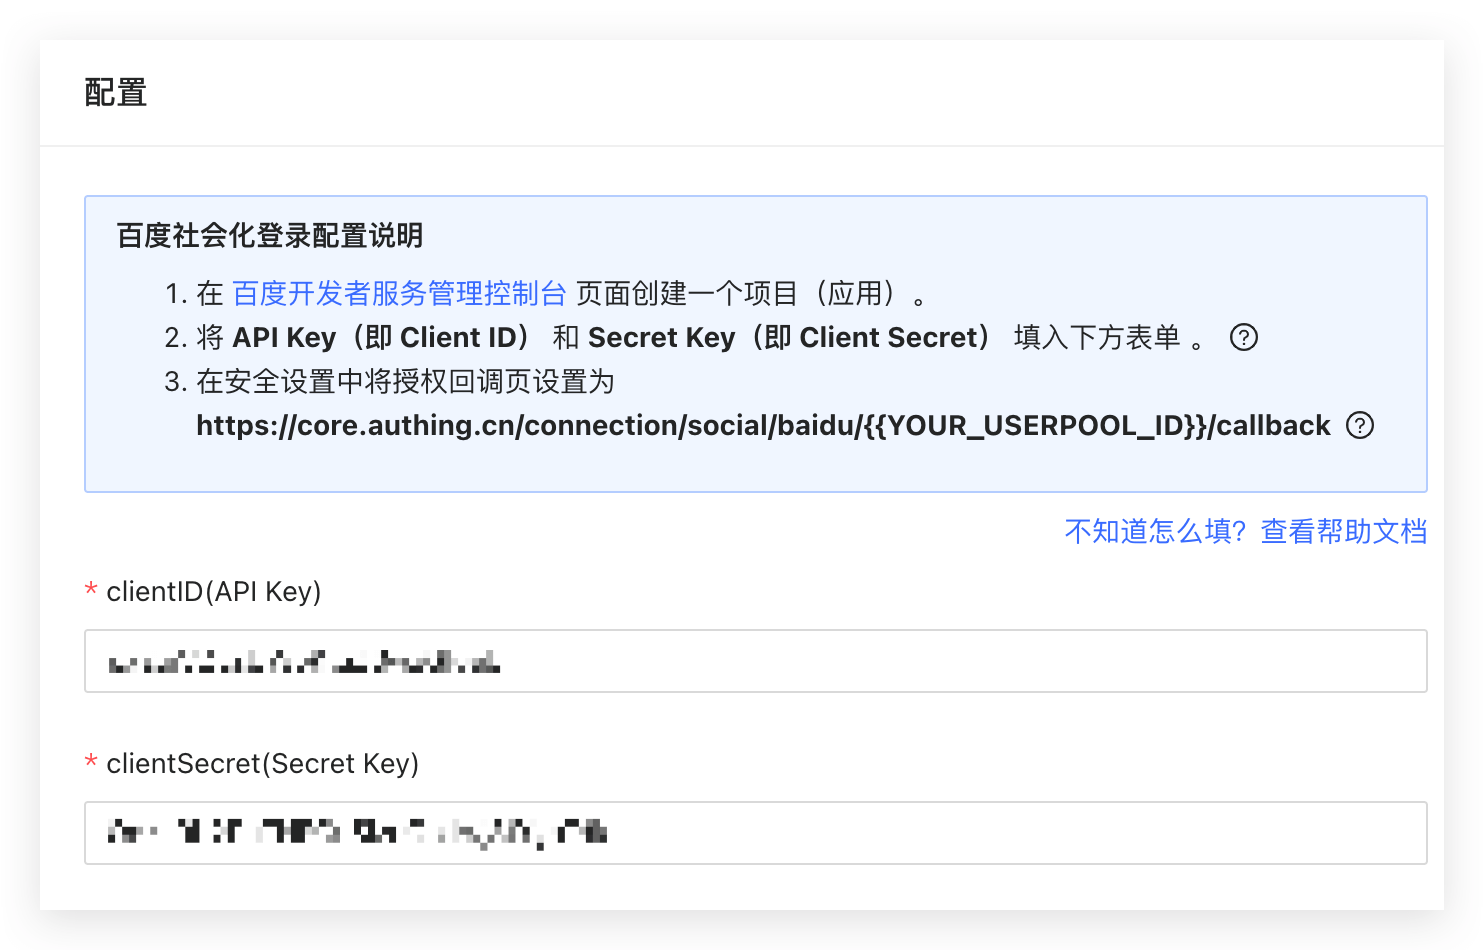 配置
百度社会化登录配置说明
1. 在 百度开发者服务管理控制台 页面创建一个项目（应用）。
2. 将 API Key（即 Client ID） 和 Secret Key（即 Client Secret） 填入下方表单 。 ?
3. 在安全设置中将授权回调页设置为
https://core.authing.cn/connection/social/baidu/{{YOUR_USERPOOL_ID}}/callback ?
不知道怎么填？查看帮助文档
* clientID(API Key)
* clientSecret(Secret Key)